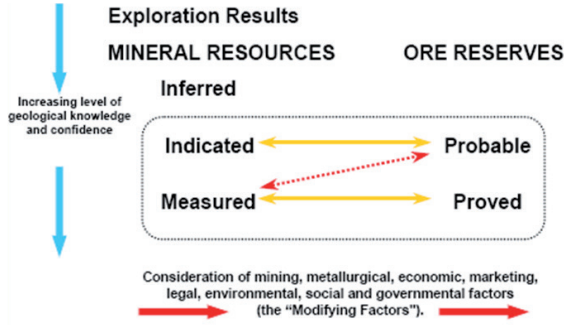 Exploration Results
MINERAL RESOURCES ORE RESERVES
Inferred
Increasing level of
geological knowledge
and confidence
Indicated Probable
Measured Proved
Consideration of mining, metallurgical, economic, marketing,
legal, environmental, social and governmental factors
(the “Modifying Factors”).